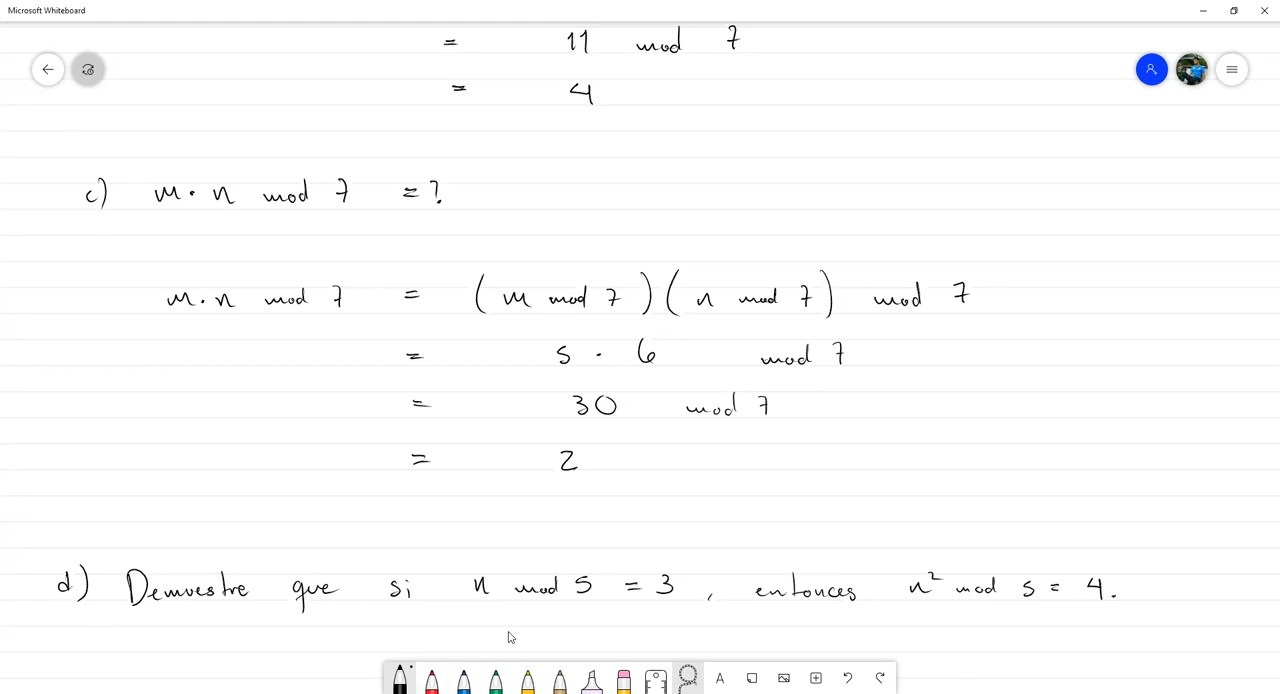 Microsoft Whiteboard
= 11 mod 7
= 4
c) m · n mod 7 = ?
m · n mod 7 = (m mod 7)(n mod 7) mod 7
= 5 · 6 mod 7
= 30 mod 7
= 2
d) Demuestre que si n mod 5 = 3, entonces n² mod 5 = 4.